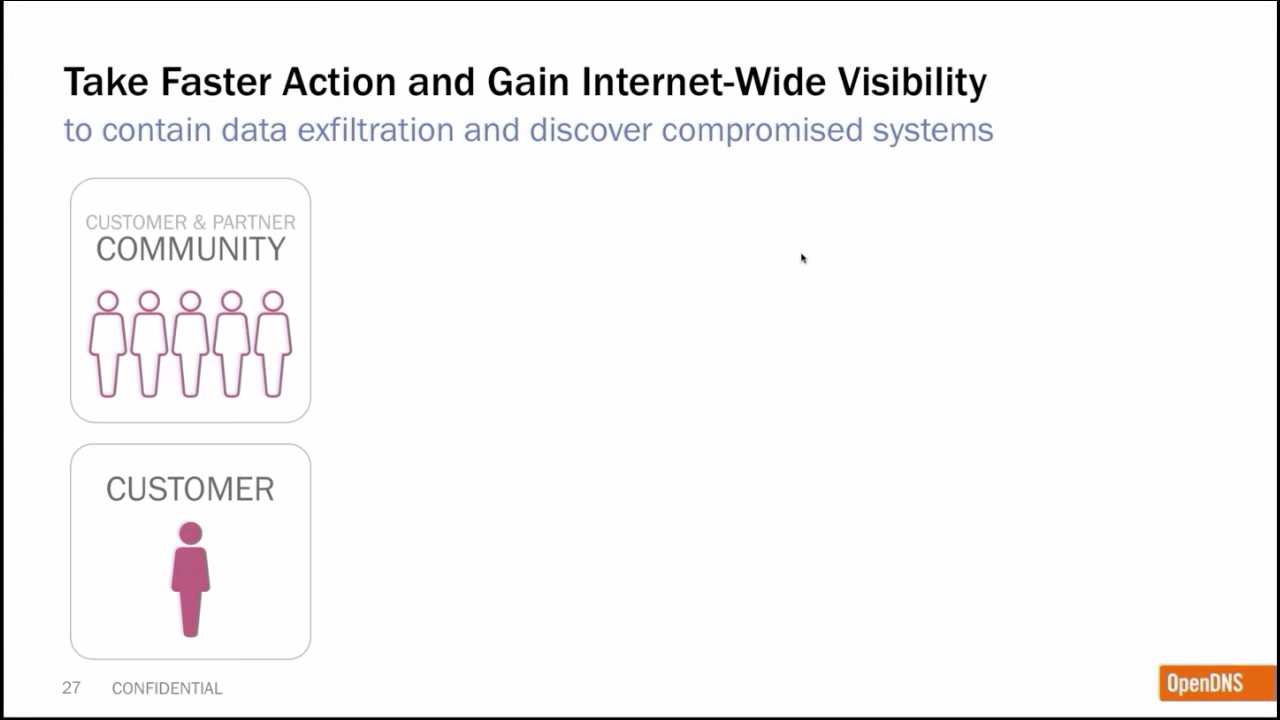 Take Faster Action and Gain Internet-Wide Visibility
to contain data exfiltration and discover compromised systems
CUSTOMER & PARTNER
COMMUNITY
CUSTOMER
27 CONFIDENTIAL
OpenDNS